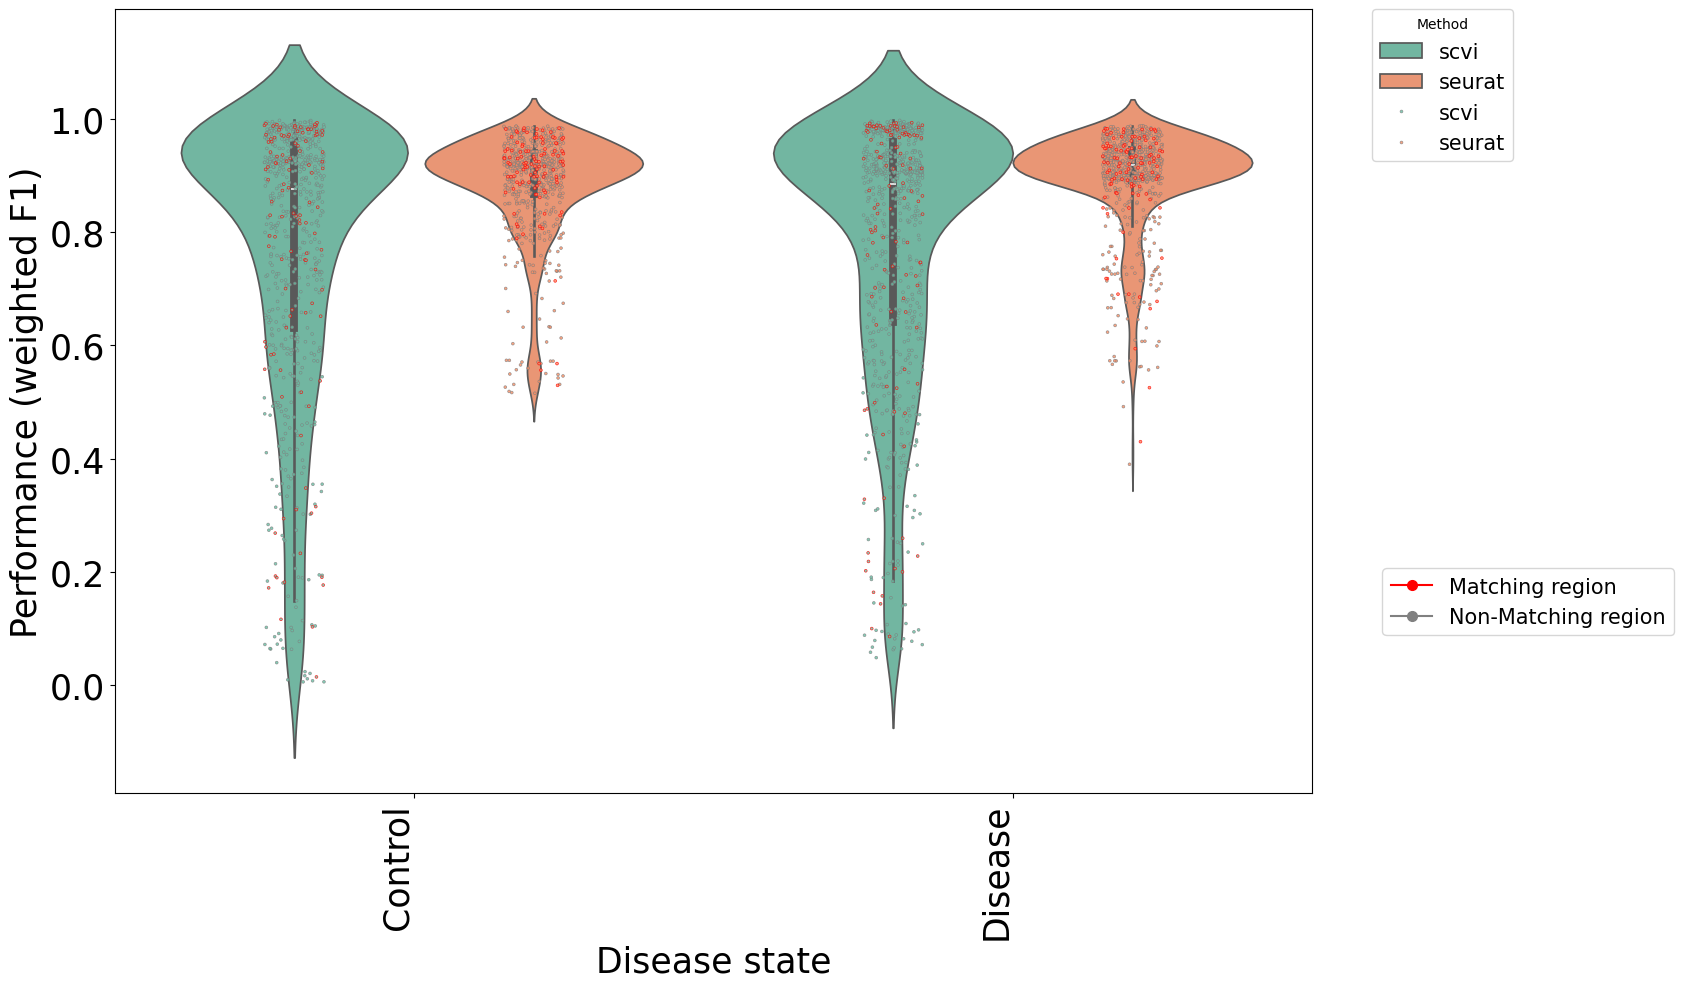 Performance (weighted F1)
1.0
0.8
0.6
0.4
0.2
0.0
Control
Disease
Disease state
Method
scvi
seurat
scvi
seurat
Matching region
Non-Matching region